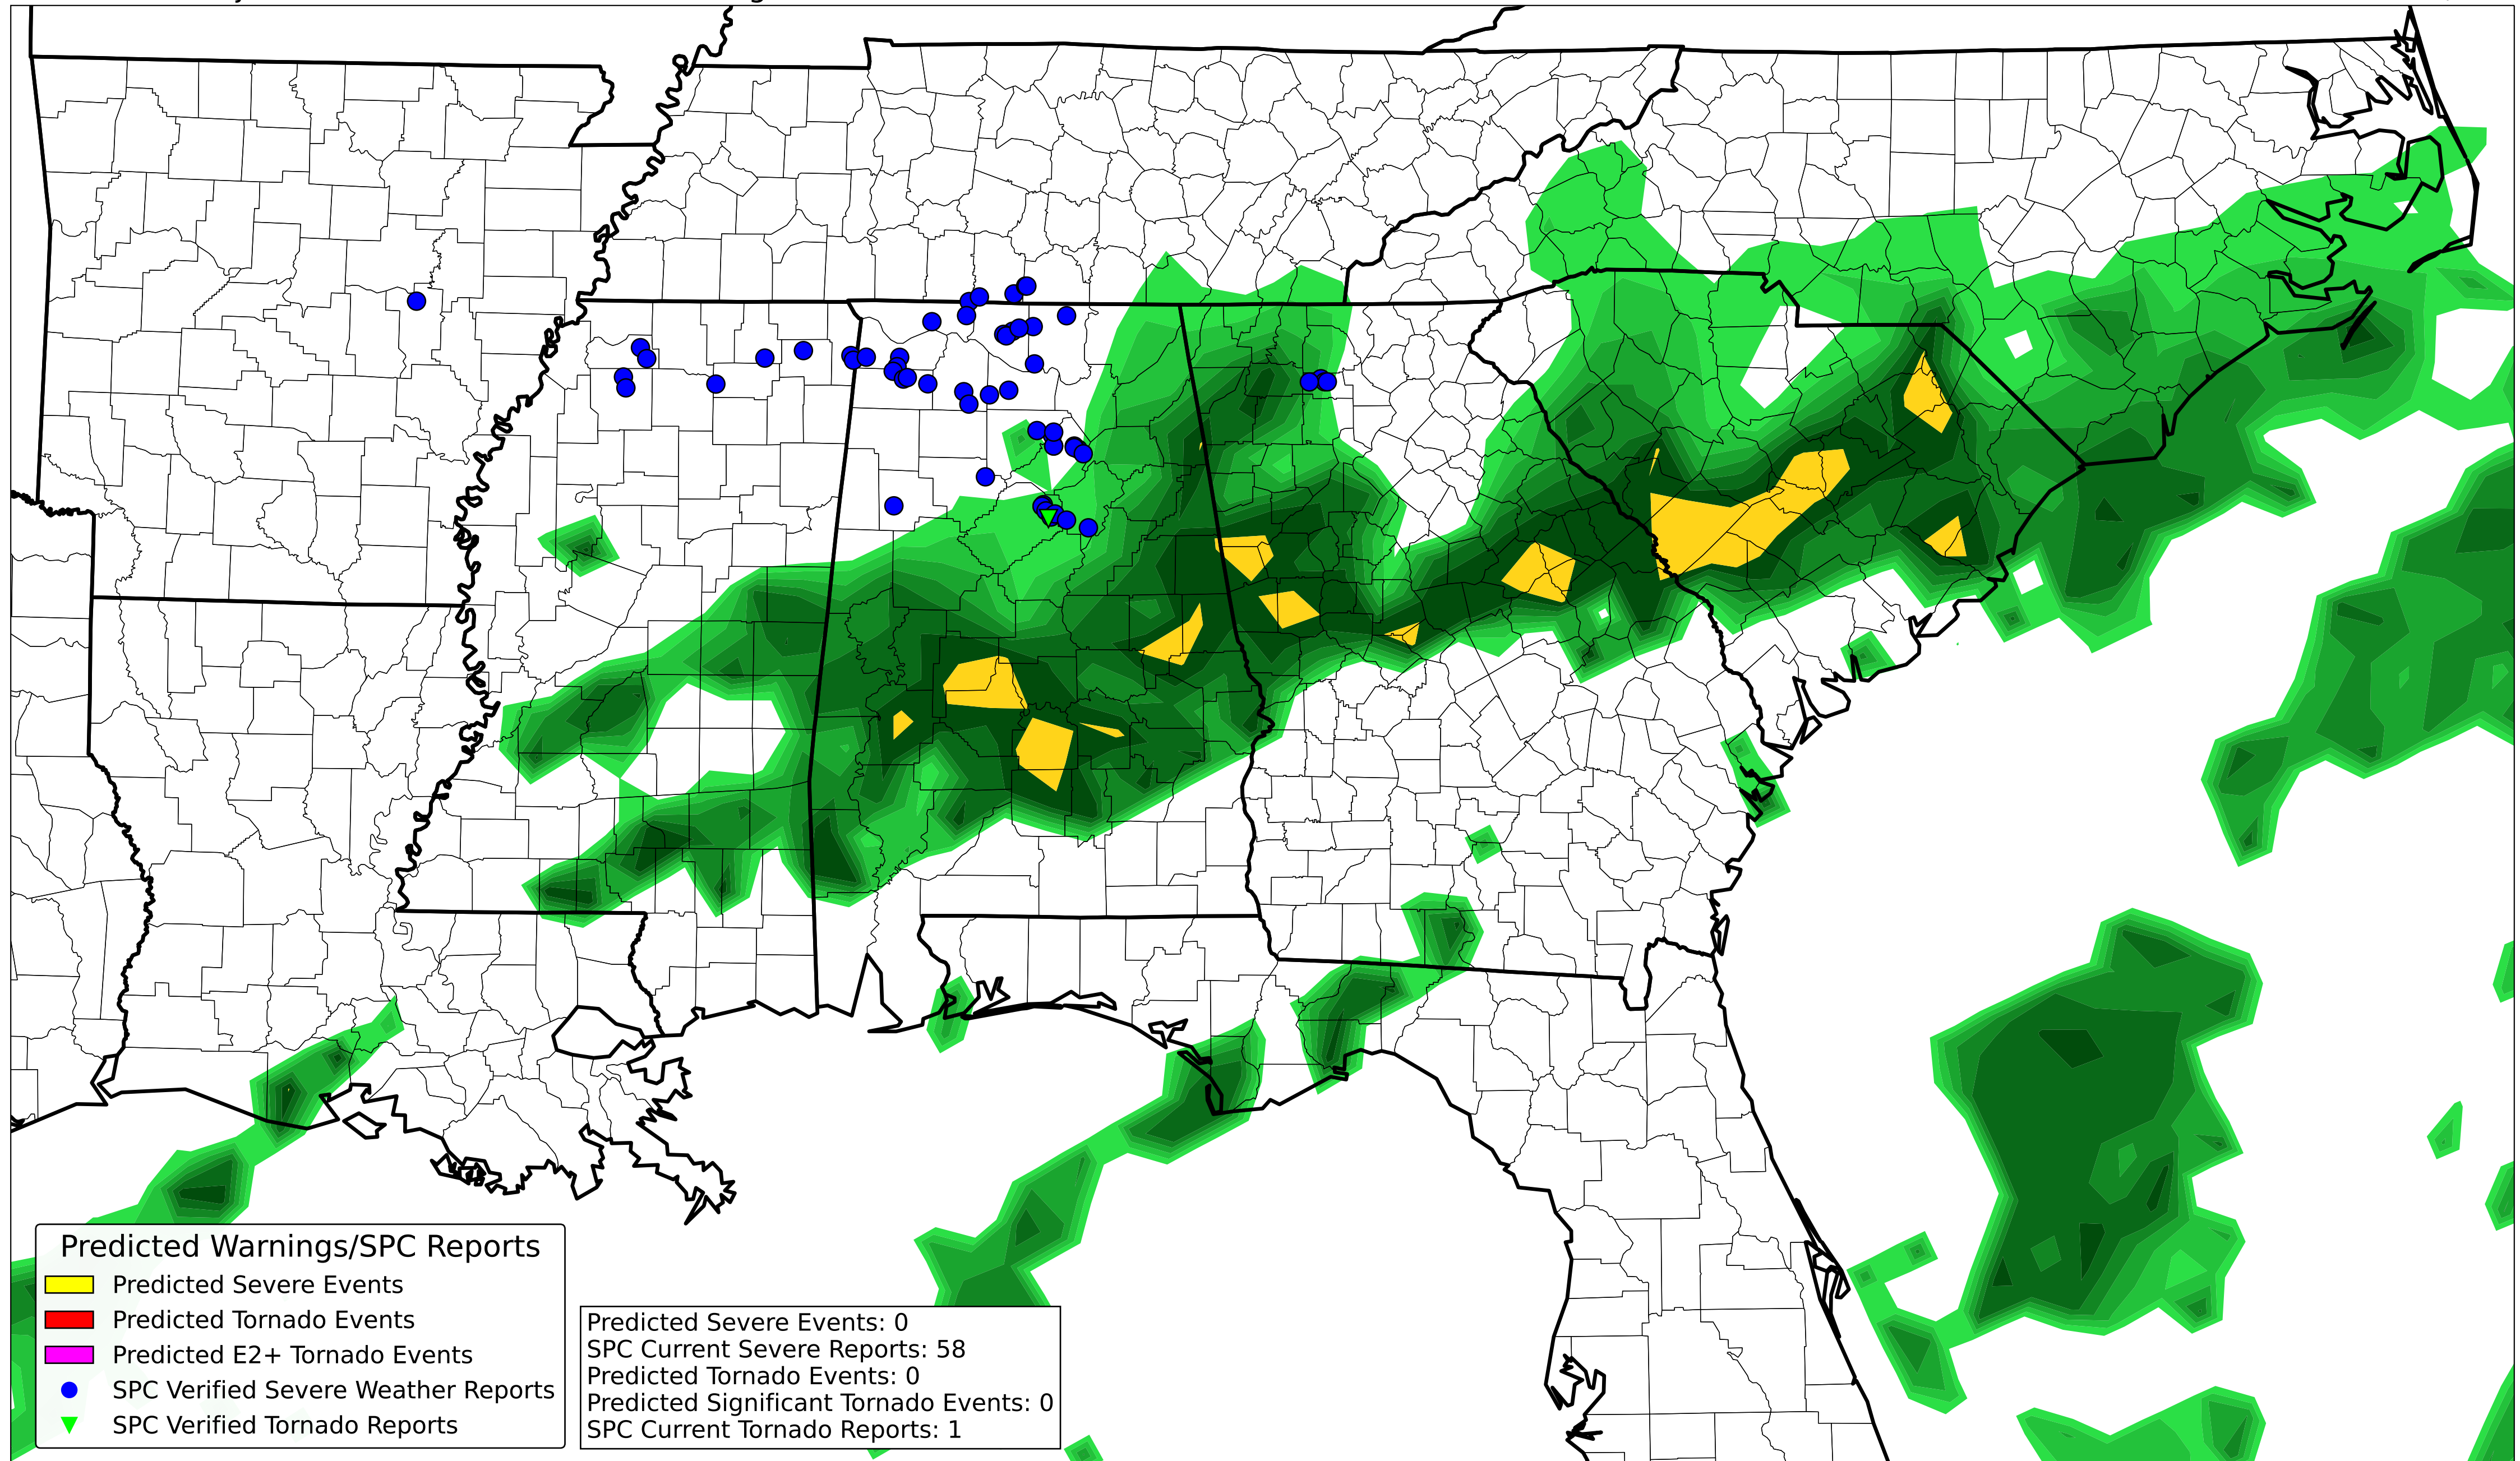 Predicted Warnings/SPC Reports
Predicted Severe Events
Predicted Tornado Events
Predicted E2+ Tornado Events
SPC Verified Severe Weather Reports
SPC Verified Tornado Reports
Predicted Severe Events: 0
SPC Current Severe Reports: 58
Predicted Tornado Events: 0
Predicted Significant Tornado Events: 0
SPC Current Tornado Reports: 1